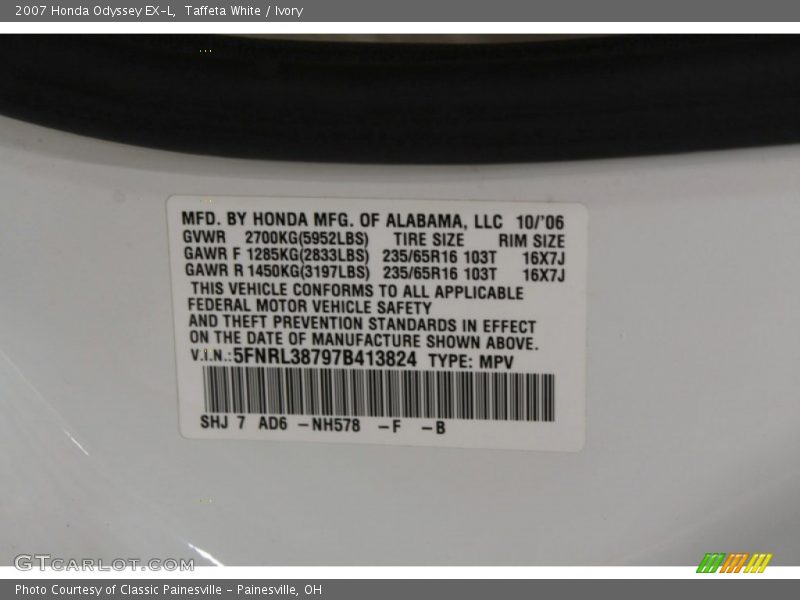 2007 Honda Odyssey EX-L, Taffeta White / Ivory
MFD. BY HONDA MFG. OF ALABAMA, LLC 10/'06
GVWR 2700KG(5952LBS) TIRE SIZE RIM SIZE
GAWR F 1285KG(2833LBS) 235/65R16 103T 16X7J
GAWR R 1450KG(3197LBS) 235/65R16 103T 16X7J
THIS VEHICLE CONFORMS TO ALL APPLICABLE
FEDERAL MOTOR VEHICLE SAFETY
AND THEFT PREVENTION STANDARDS IN EFFECT
ON THE DATE OF MANUFACTURE SHOWN ABOVE.
V.I.N.:5FNRL38797B413824 TYPE: MPV
SHJ 7 AD6 -NH578 -F -B
GTCARLOT.COM
Photo Courtesy of Classic Painesville - Painesville, OH